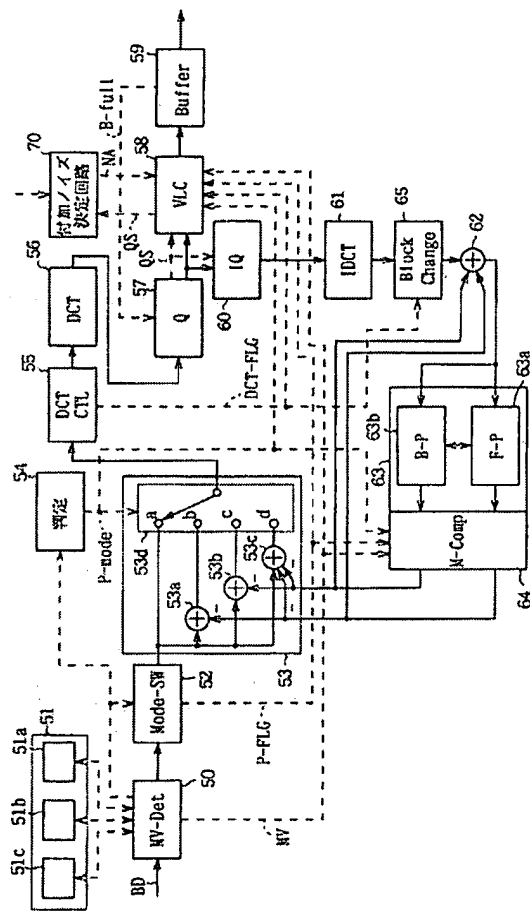 51
51a
51b
51c
BD
MV-Det
50
MV
Mode-SW
52
P-FLG
53
53a
53b
53c
53d
a
b
c
d
P-mode
54
判定
55
DCT
CTL
56
DCT
DCT-FLG
57
Q
QS
QS
58
VLC
59
Buffer
B-full
NA
70
付加ノイズ
決定回路
60
IQ
61
IDCT
65
Block
Change
62
63
63b
B-P
F-P
63a
M-Comp
64